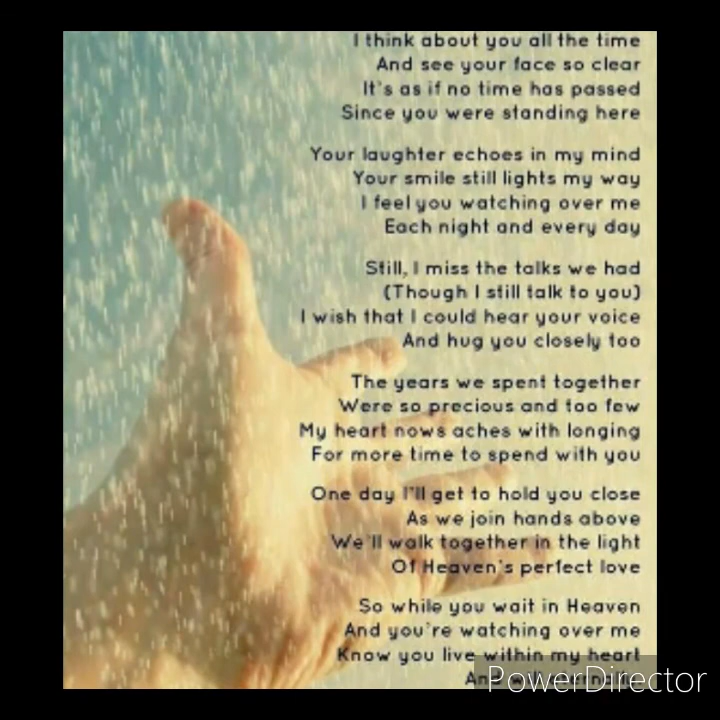 I think about you all the time
And see your face so clear
It's as if no time has passed
Since you were standing here
Your laughter echoes in my mind
Your smile still lights my way
I feel you watching over me
Each night and every day
Still, I miss the talks we had
(Though I still talk to you)
I wish that I could hear your voice
And hug you closely too
The years we spent together
Were so precious and too few
My heart nows aches with longing
For more time to spend with you
One day I'll get to hold you close
As we join hands above
We'll walk together in the light
Of Heaven's perfect love
So while you wait in Heaven
And you're watching over me
Know you live within my heart
PowerDirector